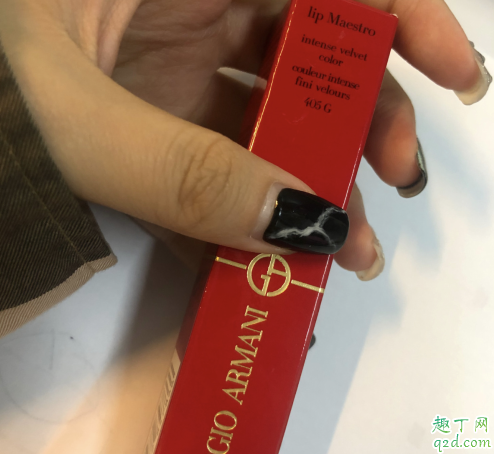 lip Maestro
intense velvet
color
couleur intense
fini velours
405 G
GIO ARMANI
趣丁网
q2d.com